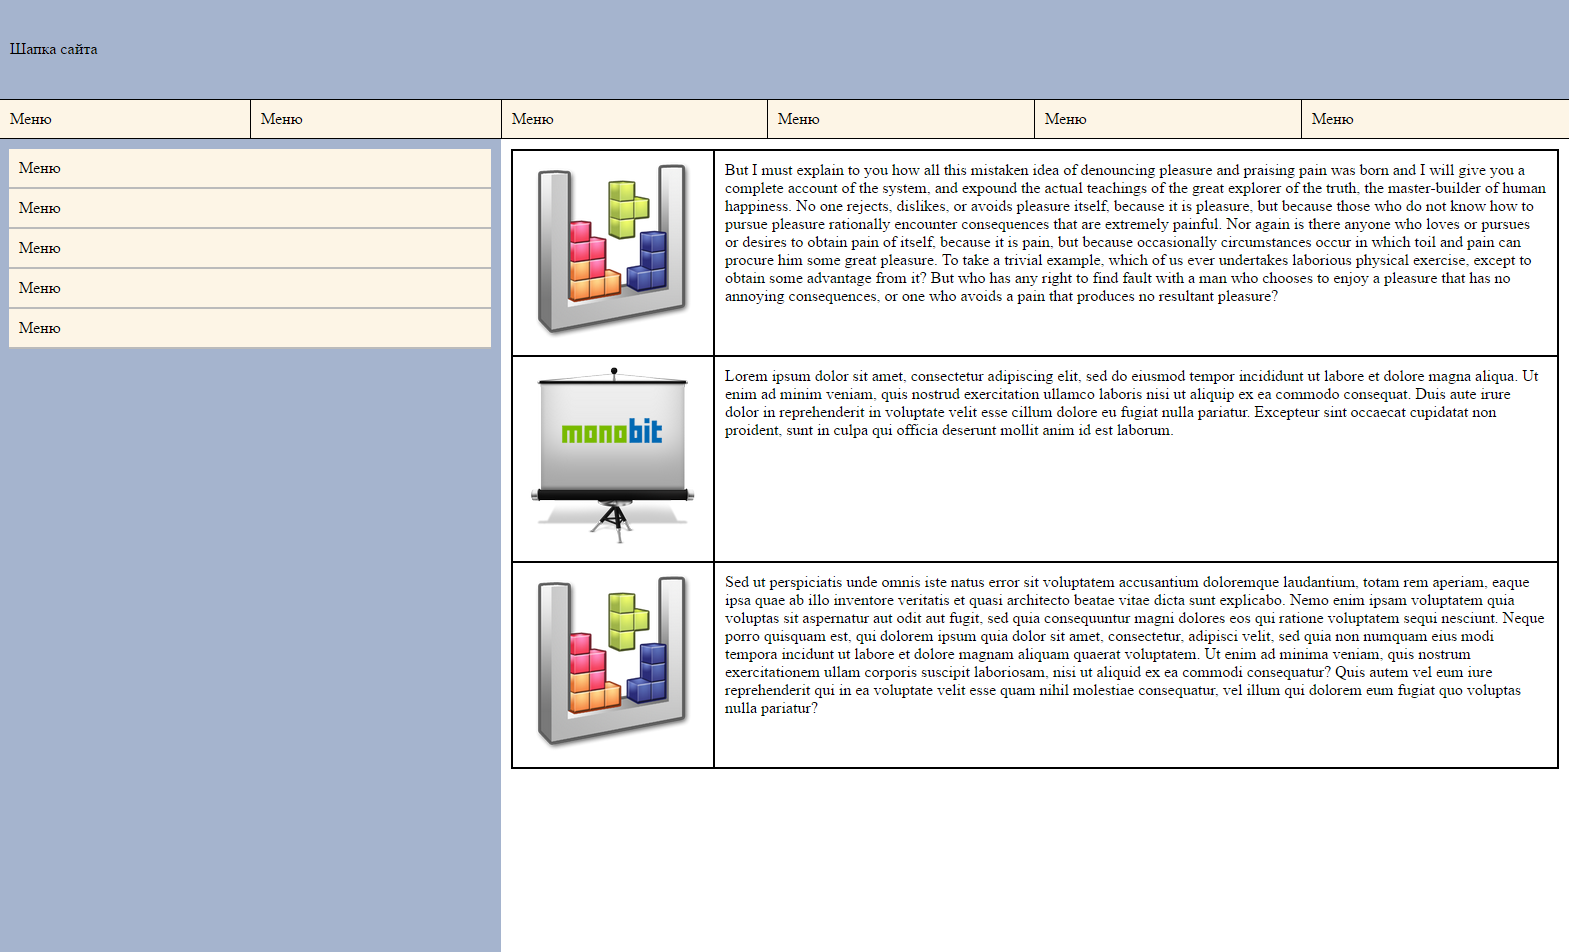 Шапка сайта
Меню
Меню
Меню
Меню
Меню
Меню
Меню
Меню
Меню
Меню
Меню
But I must explain to you how all this mistaken idea of denouncing pleasure and praising pain was born and I will give you a
complete account of the system, and expound the actual teachings of the great explorer of the truth, the master-builder of human
happiness. No one rejects, dislikes, or avoids pleasure itself, because it is pleasure, but because those who do not know how to
pursue pleasure rationally encounter consequences that are extremely painful. Nor again is there anyone who loves or pursues
or desires to obtain pain of itself, because it is pain, but because occasionally circumstances occur in which toil and pain can
procure him some great pleasure. To take a trivial example, which of us ever undertakes laborious physical exercise, except to
obtain some advantage from it? But who has any right to find fault with a man who chooses to enjoy a pleasure that has no
annoying consequences, or one who avoids a pain that produces no resultant pleasure?
monobit
Lorem ipsum dolor sit amet, consectetur adipiscing elit, sed do eiusmod tempor incididunt ut labore et dolore magna aliqua. Ut
enim ad minim veniam, quis nostrud exercitation ullamco laboris nisi ut aliquip ex ea commodo consequat. Duis aute irure
dolor in reprehenderit in voluptate velit esse cillum dolore eu fugiat nulla pariatur. Excepteur sint occaecat cupidatat non
proident, sunt in culpa qui officia deserunt mollit anim id est laborum.
Sed ut perspiciatis unde omnis iste natus error sit voluptatem accusantium doloremque laudantium, totam rem aperiam, eaque
ipsa quae ab illo inventore veritatis et quasi architecto beatae vitae dicta sunt explicabo. Nemo enim ipsam voluptatem quia
voluptas sit aspernatur aut odit aut fugit, sed quia consequuntur magni dolores eos qui ratione voluptatem sequi nesciunt. Neque
porro quisquam est, qui dolorem ipsum quia dolor sit amet, consectetur, adipisci velit, sed quia non numquam eius modi
tempora incidunt ut labore et dolore magnam aliquam quaerat voluptatem. Ut enim ad minima veniam, quis nostrum
exercitationem ullam corporis suscipit laboriosam, nisi ut aliquid ex ea commodi consequatur? Quis autem vel eum iure
reprehenderit qui in ea voluptate velit esse quam nihil molestiae consequatur, vel illum qui dolorem eum fugiat quo voluptas
nulla pariatur?